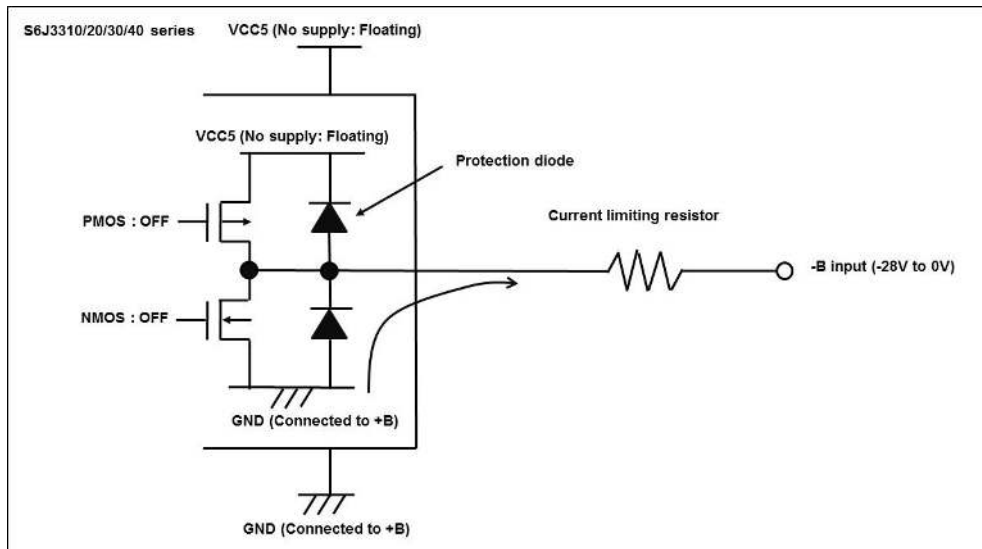 S6J3310/20/30/40 series
VCC5 (No supply: Floating)
VCC5 (No supply: Floating)
Protection diode
PMOS : OFF
Current limiting resistor
-B input (-28V to 0V)
NMOS : OFF
GND (Connected to +B)
GND (Connected to +B)